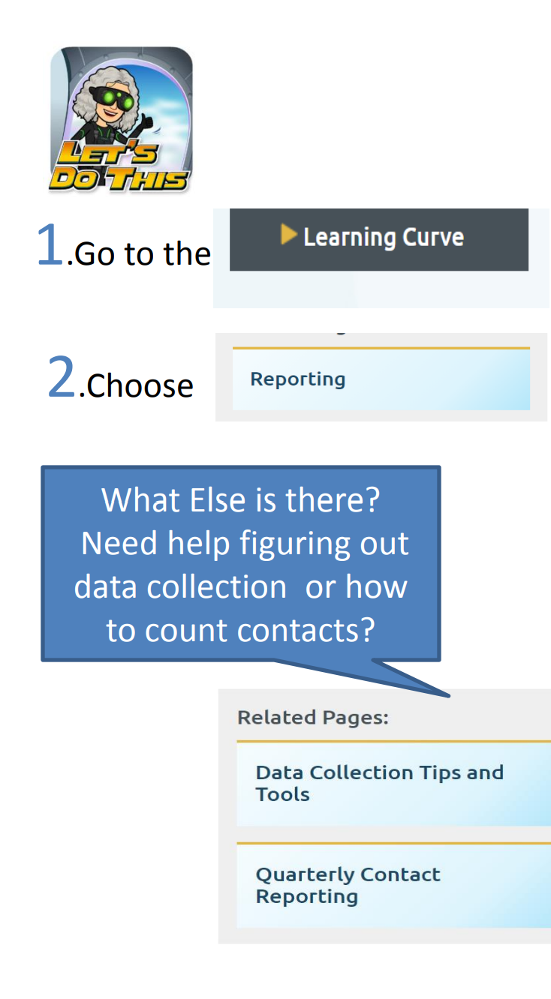 LET'S
DO THIS
1.Go to the
Learning Curve
2.Choose
Reporting
What Else is there?
Need help figuring out
data collection  or how
to count contacts?
Related Pages:
Data Collection Tips and
Tools
Quarterly Contact
Reporting